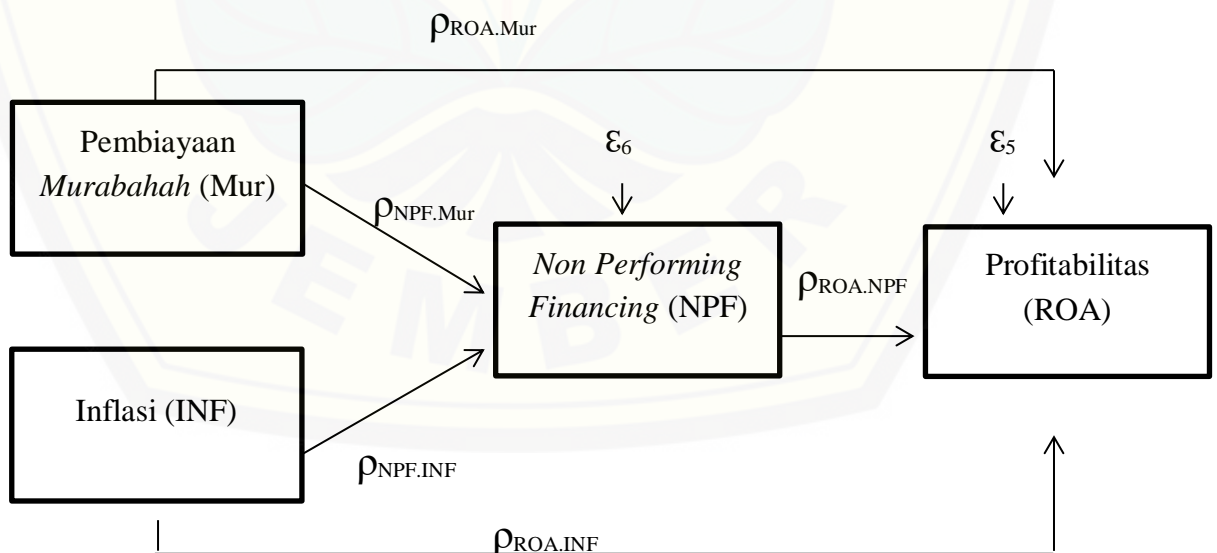 ρROA.Mur
Pembiayaan
Murabahah (Mur)
ε6
ε5
ρNPF.Mur
Non Performing
Financing (NPF)
ρROA.NPF
Profitabilitas
(ROA)
Inflasi (INF)
ρNPF.INF
ρROA.INF
JEMBER